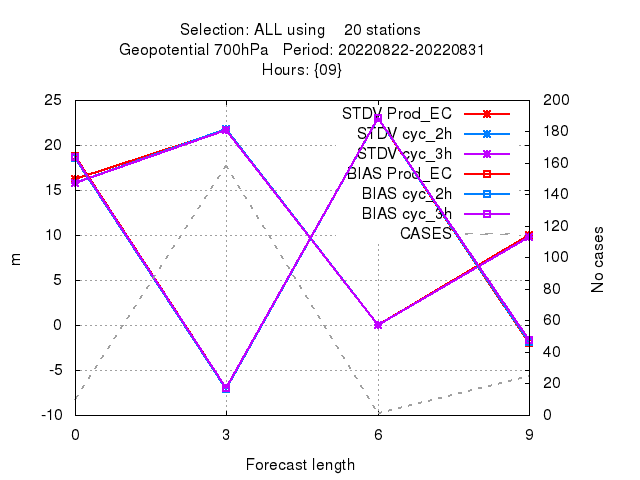 Selection: ALL using 20 stations
Geopotential 700hPa Period: 20220822-20220831
Hours: {09}
25
20
15
10
5
0
-5
-10
m
200
180
160
140
120
100
80
60
40
20
0
No cases
STDV Prod_EC
STDV cyc_2h
STDV cyc_3h
BIAS Prod_EC
BIAS cyc_2h
BIAS cyc_3h
CASES
0 3 6 9
Forecast length